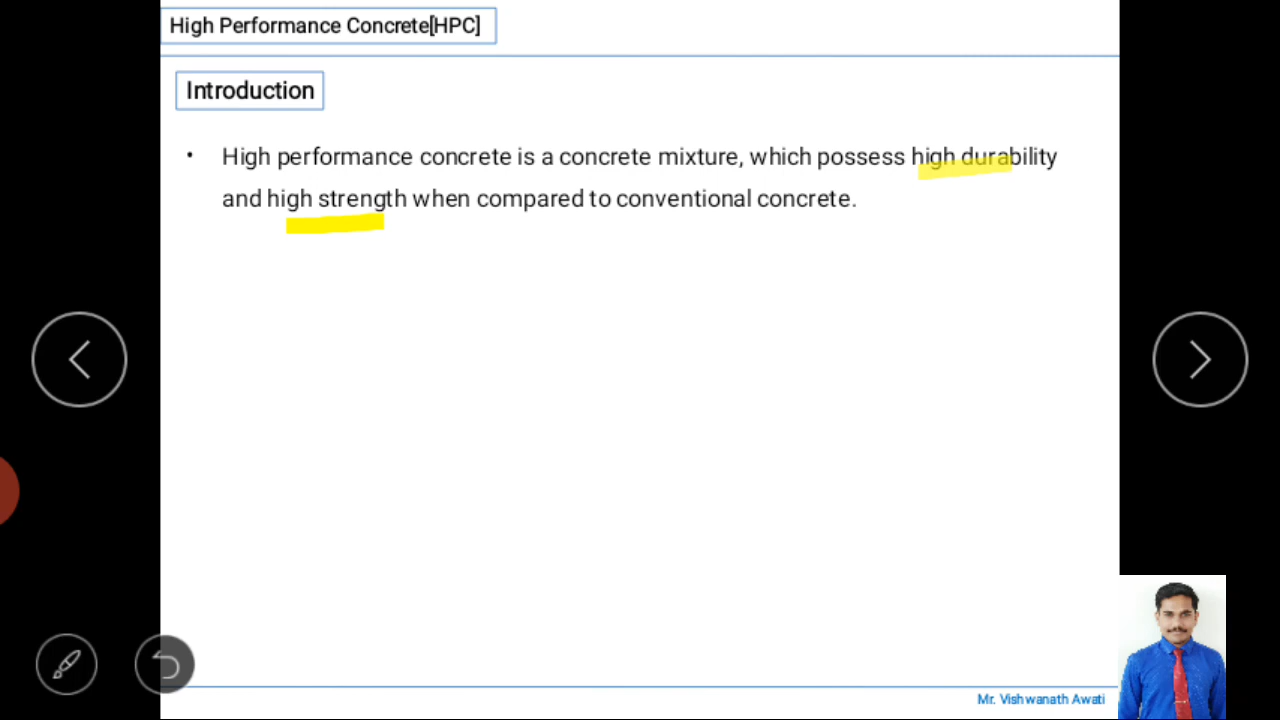 High Performance Concrete[HPC]
Introduction
• High performance concrete is a concrete mixture, which possess high durability
and high strength when compared to conventional concrete.
Mr. Vishwanath Awati